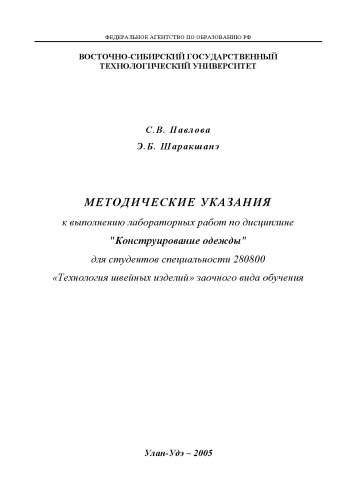 ФЕДЕРАЛЬНОЕ АГЕНТСТВО ПО ОБРАЗОВАНИЮ РФ
ВОСТОЧНО-СИБИРСКИЙ ГОСУДАРСТВЕННЫЙ
ТЕХНОЛОГИЧЕСКИЙ УНИВЕРСИТЕТ
С.В. Павлова
Э.Б. Шаракшанэ
МЕТОДИЧЕСКИЕ УКАЗАНИЯ
к выполнению лабораторных работ по дисциплине
"Конструирование одежды"
для студентов специальности 280800
«Технология швейных изделий» заочного вида обучения
Улан-Удэ – 2005